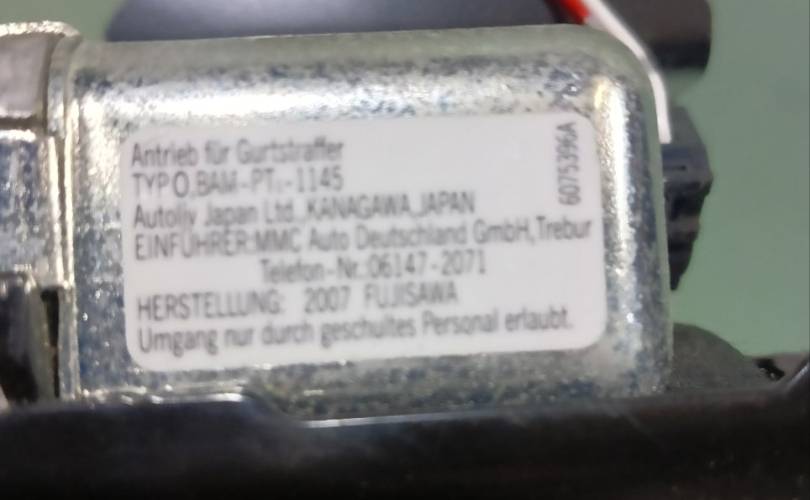 Antrieb für Gurtstraffer
TYP O.BAM-PT.-1145
Autoliv Japan Ltd. KANAGAWA,JAPAN
EINFÜHRER:MMC Auto Deutschland GmbH,Trebur
Telefon-Nr.:06147-2071
HERSTELLUNG: 2007 FUJISAWA
Umgang nur durch geschultes Personal erlaubt.
6075396A